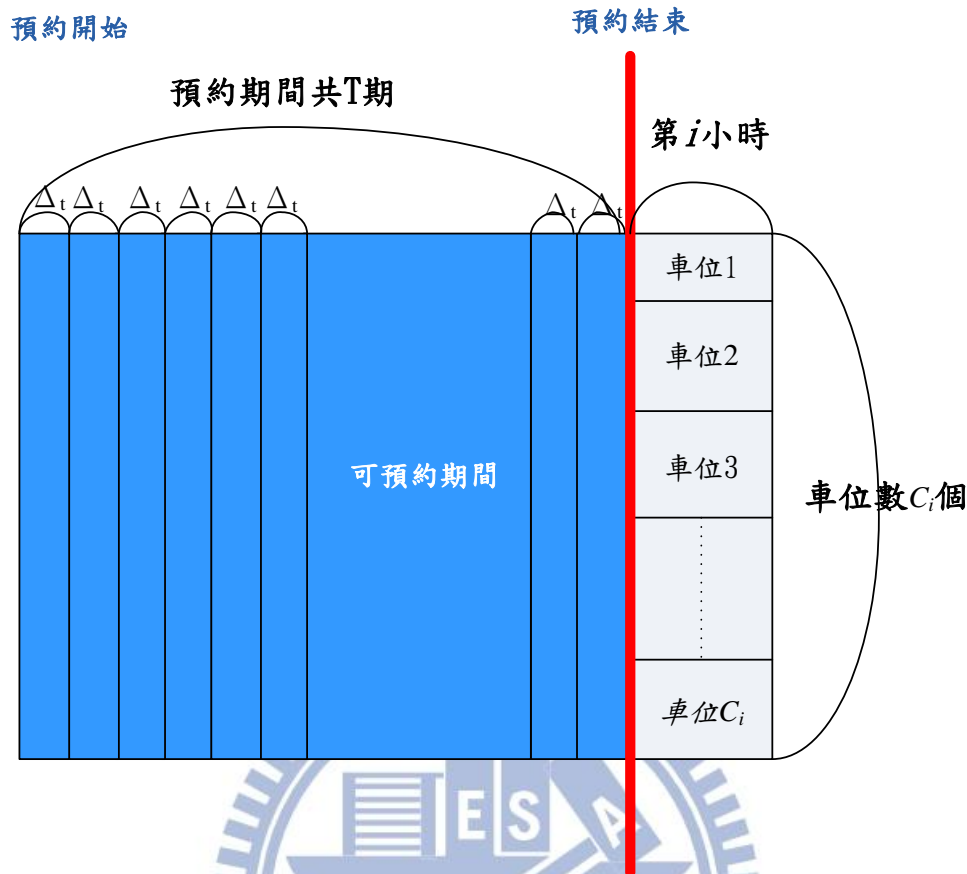 預約開始
預約結束
預約期間共T期
第i小時
Δt Δt Δt Δt Δt Δt Δt Δt
車位1
車位2
車位3
可預約期間
車位數Ci個
車位Ci
ESA